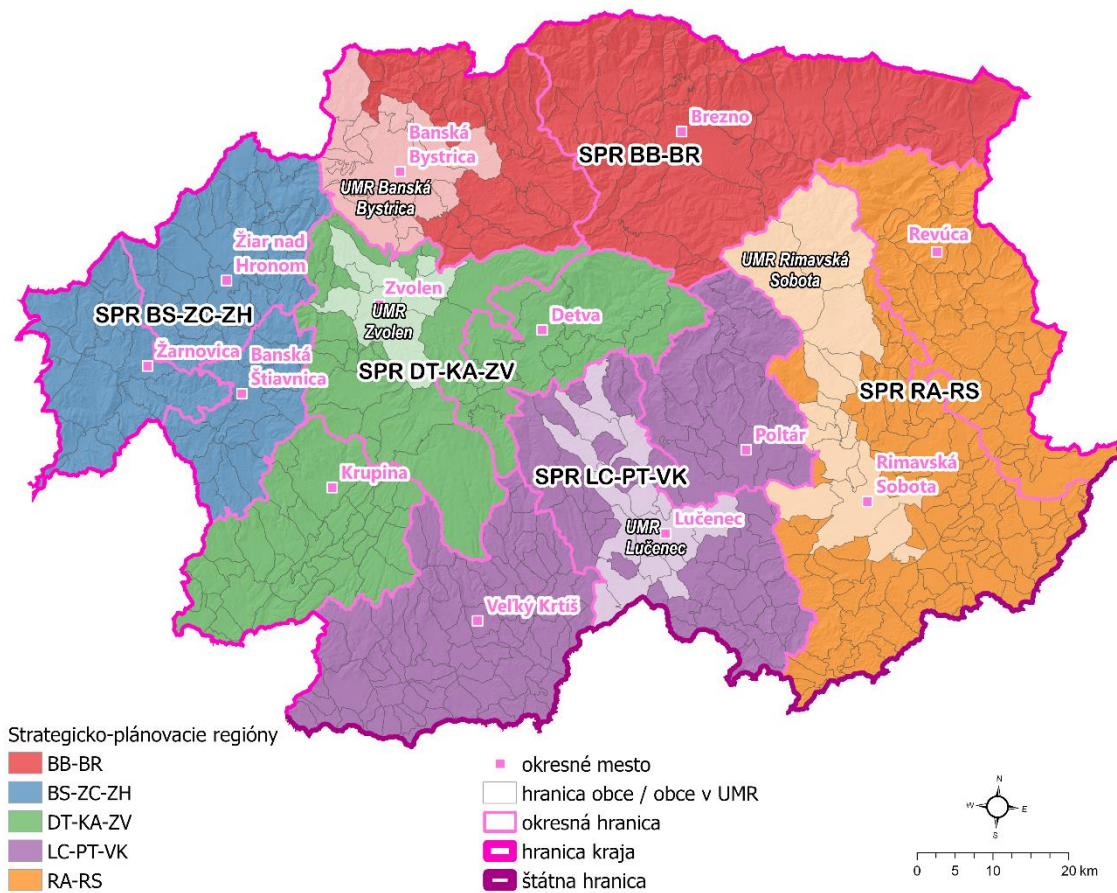 Brezno
Banská
Bystrica
SPR BB-BR
UMR Banská
Bystrica
Revúca
Žiar nad
Hronom
UMR Rimavská
Sobota
Zvolen
UMR
Zvolen
SPR BS-ZC-ZH
Detva
Žarnovica
Banská
Štiavnica
SPR DT-KA-ZV
SPR RA-RS
Poltár
Krupina
SPR LC-PT-VK
Rimavská
Sobota
Lučenec
UMR
Lučenec
Veľký Krtíš
Strategicko-plánovacie regióny
BB-BR
BS-ZC-ZH
DT-KA-ZV
LC-PT-VK
RA-RS
okresné mesto
hranica obce / obce v UMR
okresná hranica
hranica kraja
štátna hranica
N
W
E
S
0 5 10 20 km